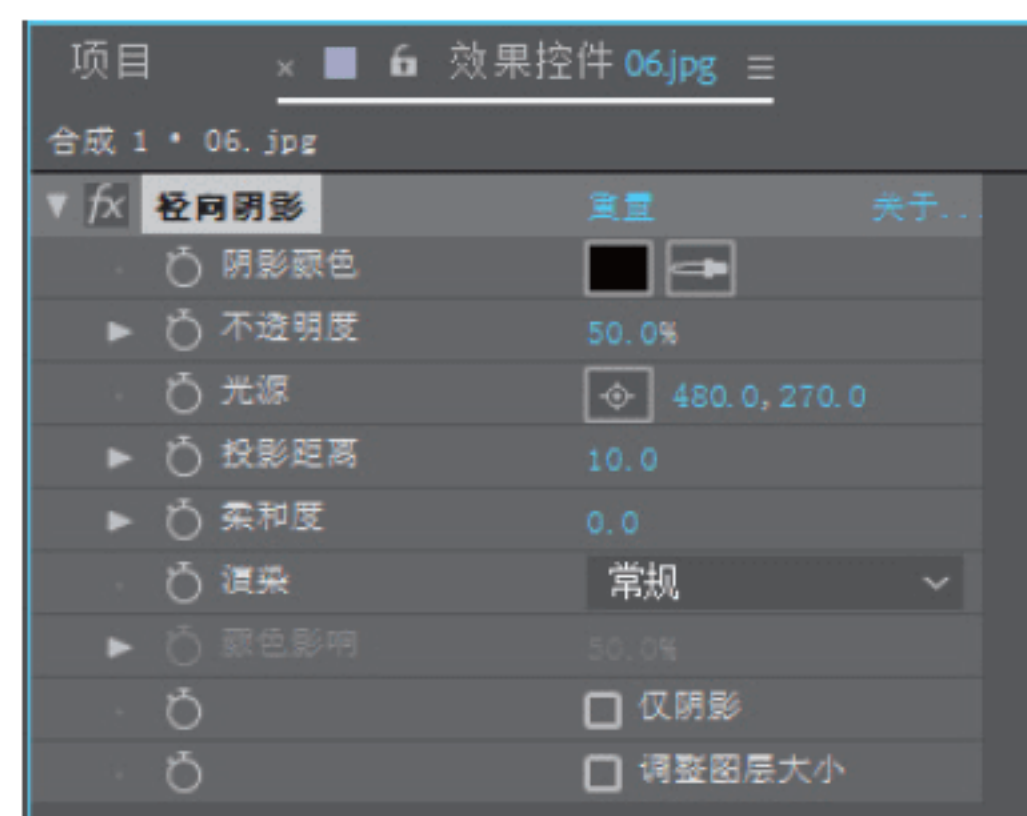 项目 × 效果控件 06.jpg ≡
合成 1 • 06.jpg
fx 径向阴影 重置 关于...
阴影颜色
不透明度 50.0%
光源 480.0,270.0
投影距离 10.0
柔和度 0.0
渲染 常规
颜色影响 50.0%
仅阴影
调整图层大小